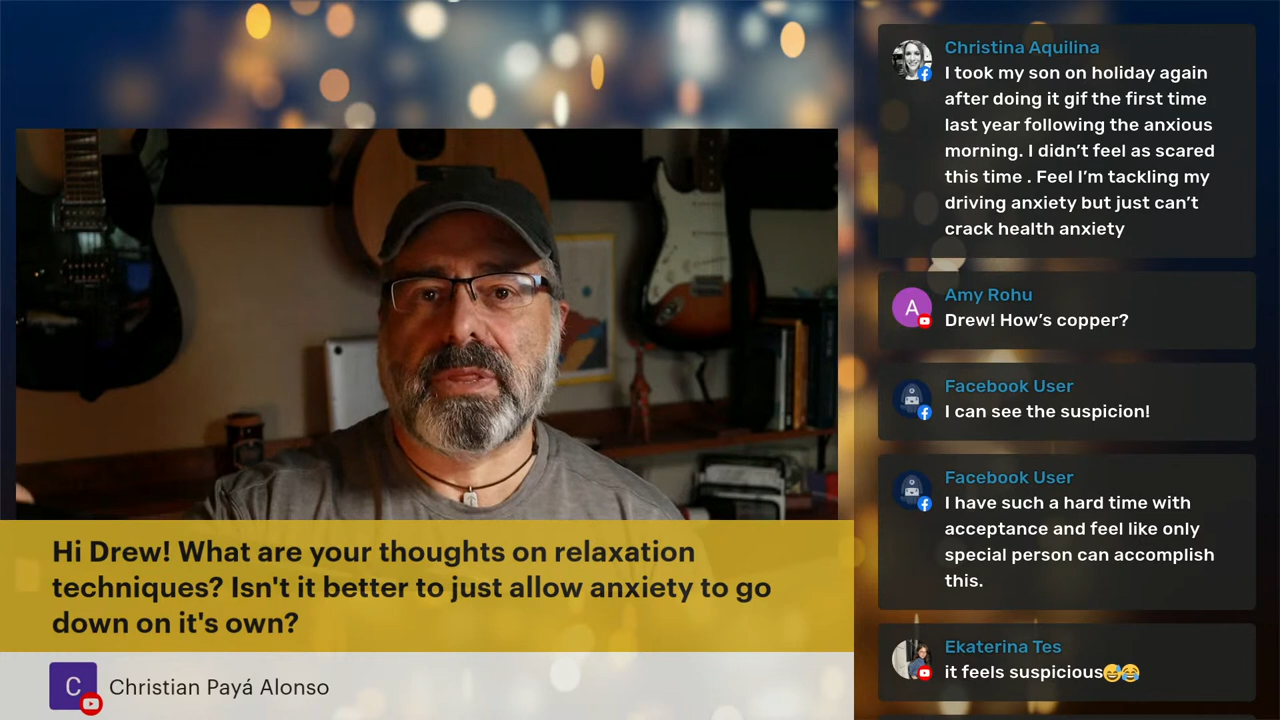 Hi Drew! What are your thoughts on relaxation
techniques? Isn't it better to just allow anxiety to go
down on it's own?
C
Christian Payá Alonso
Christina Aquilina
I took my son on holiday again
after doing it gif the first time
last year following the anxious
morning. I didn’t feel as scared
this time . Feel I’m tackling my
driving anxiety but just can’t
crack health anxiety
A
Amy Rohu
Drew! How’s copper?
Facebook User
I can see the suspicion!
Facebook User
I have such a hard time with
acceptance and feel like only
special person can accomplish
this.
Ekaterina Tes
it feels suspicious😅😂